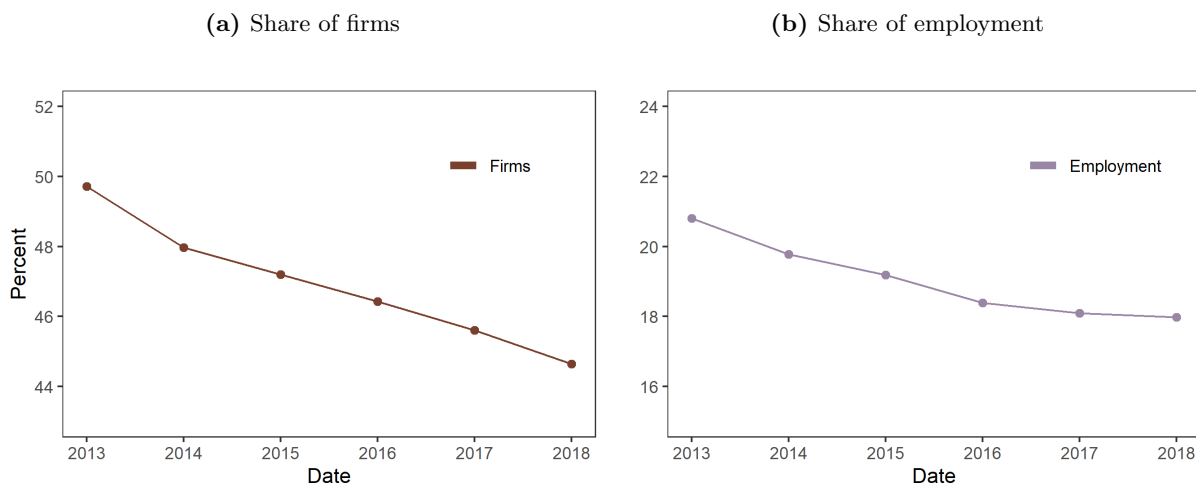 (a) Share of firms
52
50
48
46
44
Percent
Firms
2013 2014 2015 2016 2017 2018
Date
(b) Share of employment
24
22
20
18
16
Employment
2013 2014 2015 2016 2017 2018
Date